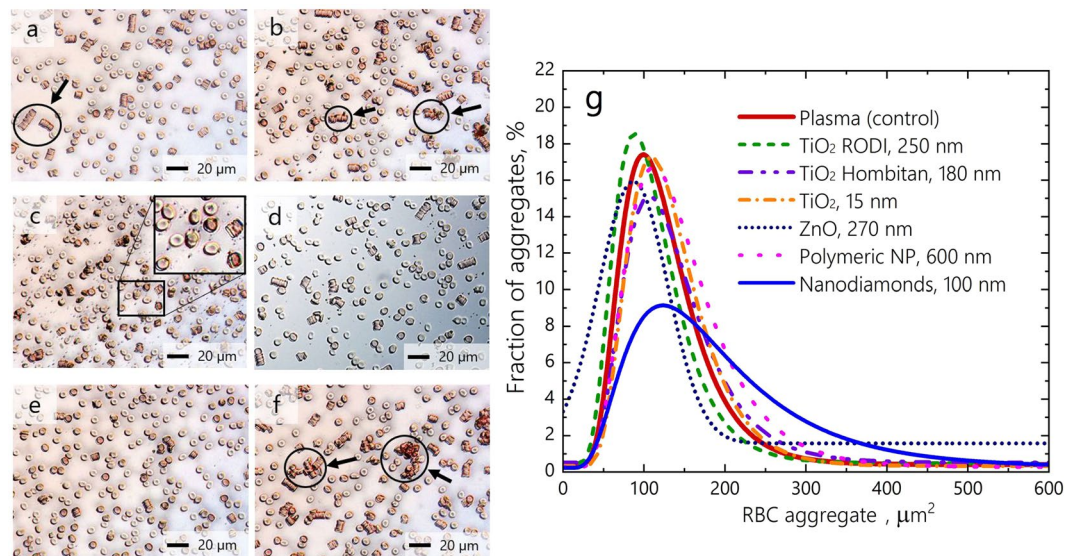 a
20 μm
b
20 μm
c
20 μm
d
20 μm
e
20 μm
f
20 μm
g
Fraction of aggregates, %
22
20
18
16
14
12
10
8
6
4
2
0
Plasma (control)
TiO₂ RODI, 250 nm
TiO₂ Hombitan, 180 nm
TiO₂, 15 nm
ZnO, 270 nm
Polymeric NP, 600 nm
Nanodiamonds, 100 nm
0 100 200 300 400 500 600
RBC aggregate , μm²